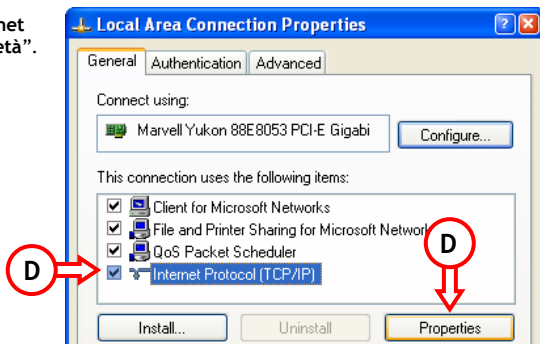 net
età”.
Local Area Connection Properties
General Authentication Advanced
Connect using:
Marvell Yukon 88E8053 PCI-E Gigabi Configure...
This connection uses the following items:
Client for Microsoft Networks
File and Printer Sharing for Microsoft Network
QoS Packet Scheduler
D
Internet Protocol (TCP/IP)
D
Install... Uninstall Properties